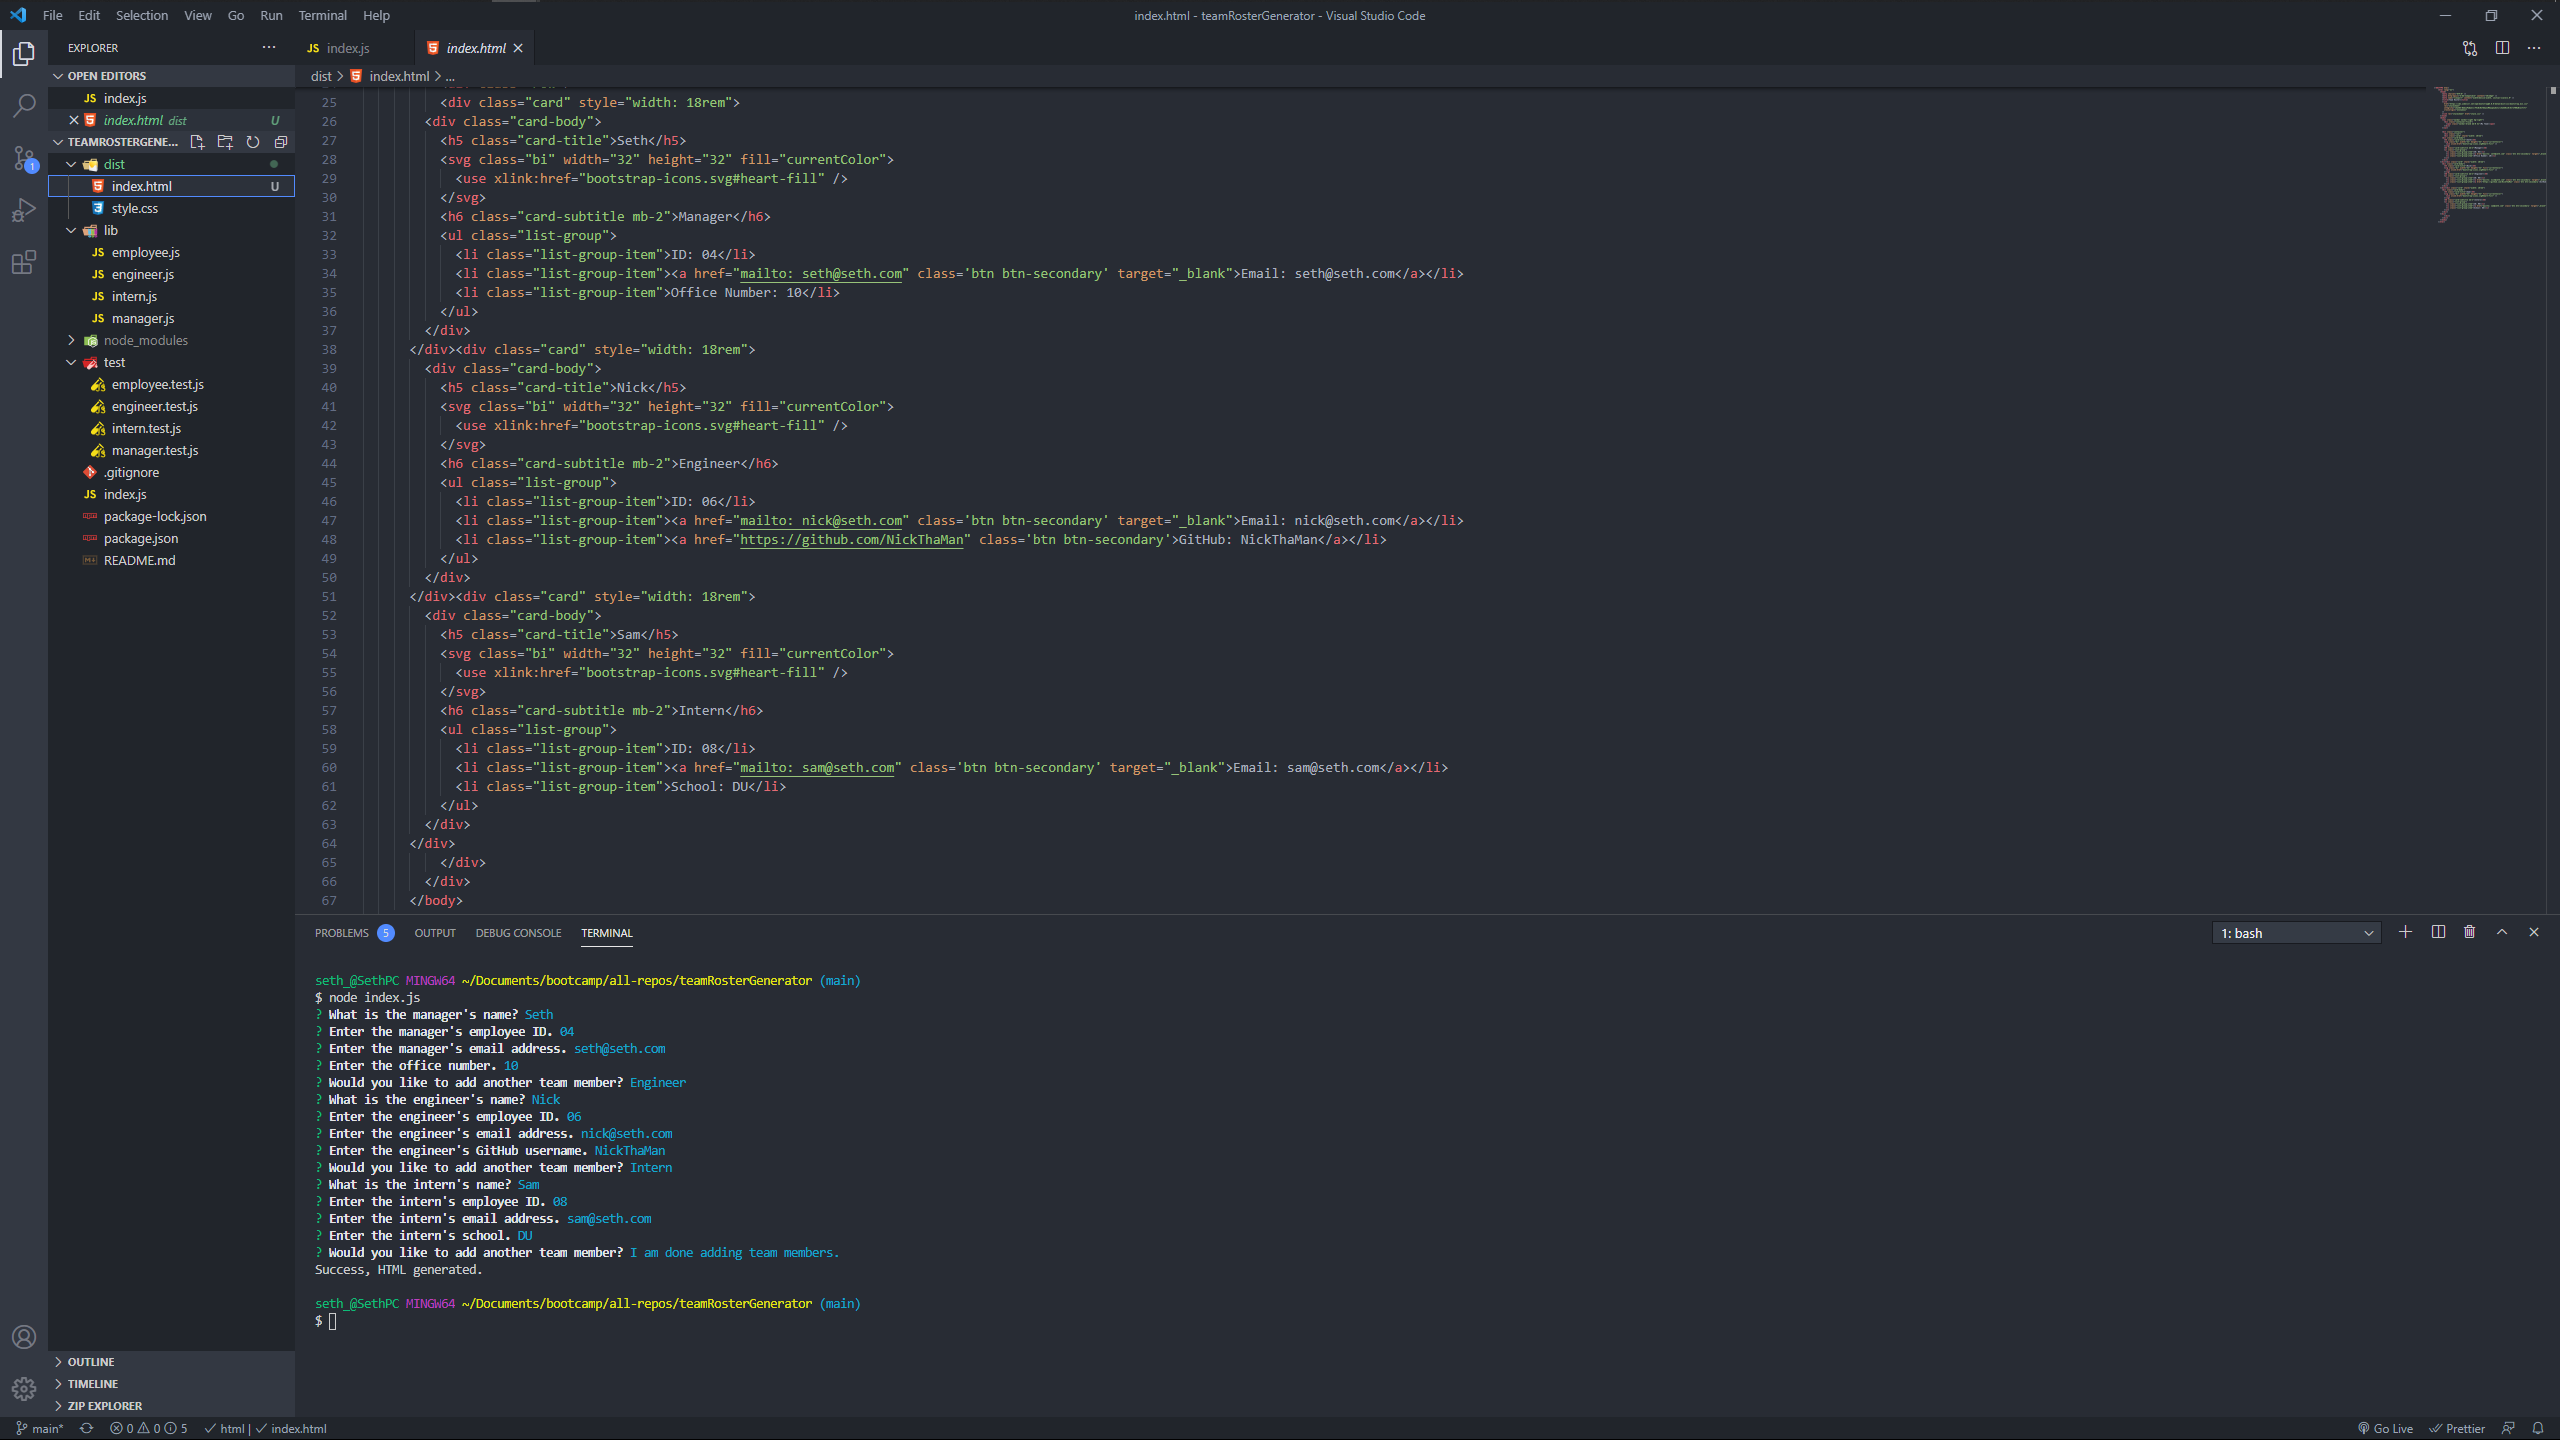 File Edit Selection View Go Run Terminal Help
index.html - teamRosterGenerator - Visual Studio Code
EXPLORER
OPEN EDITORS
JS index.js
index.html dist U
TEAMROSTERGENE...
dist
index.html U
style.css
lib
JS employee.js
JS engineer.js
JS intern.js
JS manager.js
node_modules
test
employee.test.js
engineer.test.js
intern.test.js
manager.test.js
.gitignore
JS index.js
package-lock.json
package.json
README.md
OUTLINE
TIMELINE
ZIP EXPLORER
1
JS index.js
index.html
dist > index.html > ...
25 <div class="card" style="width: 18rem">
26 <div class="card-body">
27 <h5 class="card-title">Seth</h5>
28 <svg class="bi" width="32" height="32" fill="currentColor">
29 <use xlink:href="bootstrap-icons.svg#heart-fill" />
30 </svg>
31 <h6 class="card-subtitle mb-2">Manager</h6>
32 <ul class="list-group">
33 <li class="list-group-item">ID: 04</li>
34 <li class="list-group-item"><a href="mailto: seth@seth.com" class='btn btn-secondary' target="_blank">Email: seth@seth.com</a></li>
35 <li class="list-group-item">Office Number: 10</li>
36 </ul>
37 </div>
38 </div><div class="card" style="width: 18rem">
39 <div class="card-body">
40 <h5 class="card-title">Nick</h5>
41 <svg class="bi" width="32" height="32" fill="currentColor">
42 <use xlink:href="bootstrap-icons.svg#heart-fill" />
43 </svg>
44 <h6 class="card-subtitle mb-2">Engineer</h6>
45 <ul class="list-group">
46 <li class="list-group-item">ID: 06</li>
47 <li class="list-group-item"><a href="mailto: nick@seth.com" class='btn btn-secondary' target="_blank">Email: nick@seth.com</a></li>
48 <li class="list-group-item"><a href="https://github.com/NickThaMan" class='btn btn-secondary'>GitHub: NickThaMan</a></li>
49 </ul>
50 </div>
51 </div><div class="card" style="width: 18rem">
52 <div class="card-body">
53 <h5 class="card-title">Sam</h5>
54 <svg class="bi" width="32" height="32" fill="currentColor">
55 <use xlink:href="bootstrap-icons.svg#heart-fill" />
56 </svg>
57 <h6 class="card-subtitle mb-2">Intern</h6>
58 <ul class="list-group">
59 <li class="list-group-item">ID: 08</li>
60 <li class="list-group-item"><a href="mailto: sam@seth.com" class='btn btn-secondary' target="_blank">Email: sam@seth.com</a></li>
61 <li class="list-group-item">School: DU</li>
62 </ul>
63 </div>
64 </div>
65 </div>
66 </div>
67 </body>
PROBLEMS 5 OUTPUT DEBUG CONSOLE TERMINAL
1: bash
seth_@SethPC MINGW64 ~/Documents/bootcamp/all-repos/teamRosterGenerator (main)
$ node index.js
? What is the manager's name? Seth
? Enter the manager's employee ID. 04
? Enter the manager's email address. seth@seth.com
? Enter the office number. 10
? Would you like to add another team member? Engineer
? What is the engineer's name? Nick
? Enter the engineer's employee ID. 06
? Enter the engineer's email address. nick@seth.com
? Enter the engineer's GitHub username. NickThaMan
? Would you like to add another team member? Intern
? What is the intern's name? Sam
? Enter the intern's employee ID. 08
? Enter the intern's email address. sam@seth.com
? Enter the intern's school. DU
? Would you like to add another team member? I am done adding team members.
Success, HTML generated.
seth_@SethPC MINGW64 ~/Documents/bootcamp/all-repos/teamRosterGenerator (main)
$
main* 0 0 5 html | index.html
Go Live Prettier